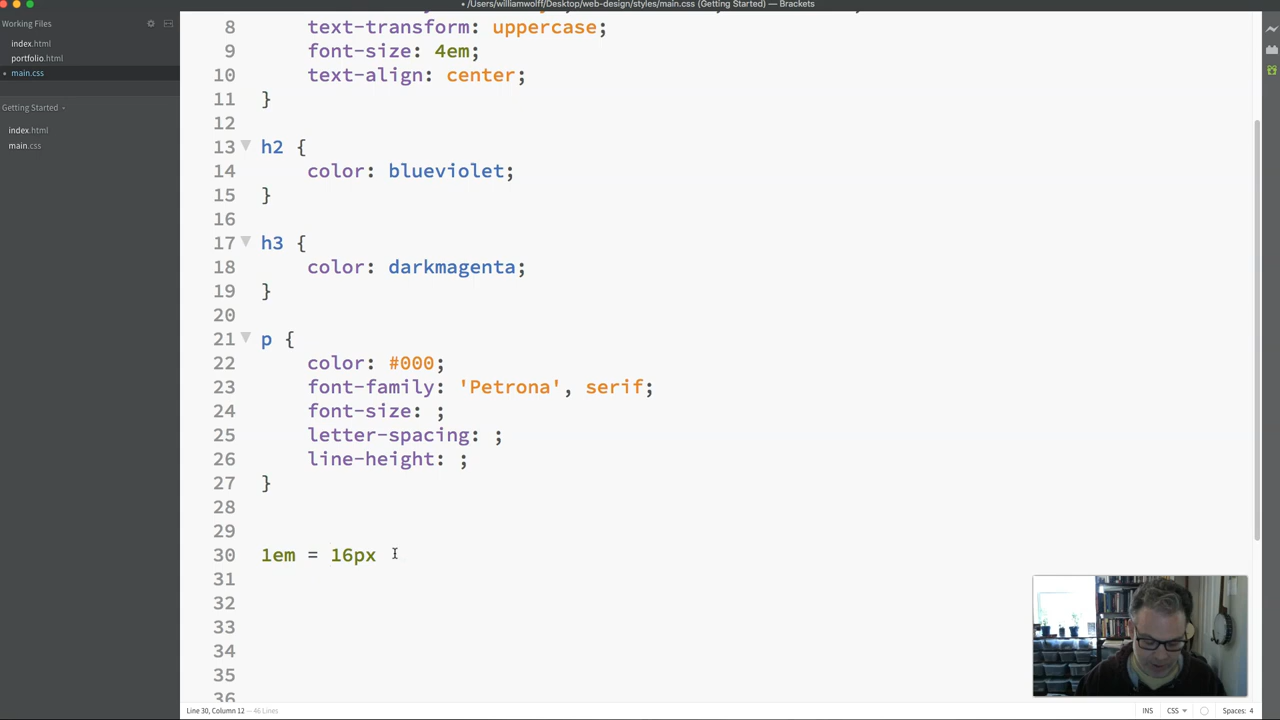 /Users/williamwolff/Desktop/web-design/styles/main.css (Getting Started) — Brackets
Working Files
index.html
portfolio.html
main.css
Getting Started
index.html
main.css
8 text-transform: uppercase;
9 font-size: 4em;
10 text-align: center;
11 }
12
13 h2 {
14 color: blueviolet;
15 }
16
17 h3 {
18 color: darkmagenta;
19 }
20
21 p {
22 color: #000;
23 font-family: 'Petrona', serif;
24 font-size: ;
25 letter-spacing: ;
26 line-height: ;
27 }
28
29
30 1em = 16px
31
32
33
34
35
36
Line 30, Column 12 — 46 Lines
INS CSS Spaces: 4